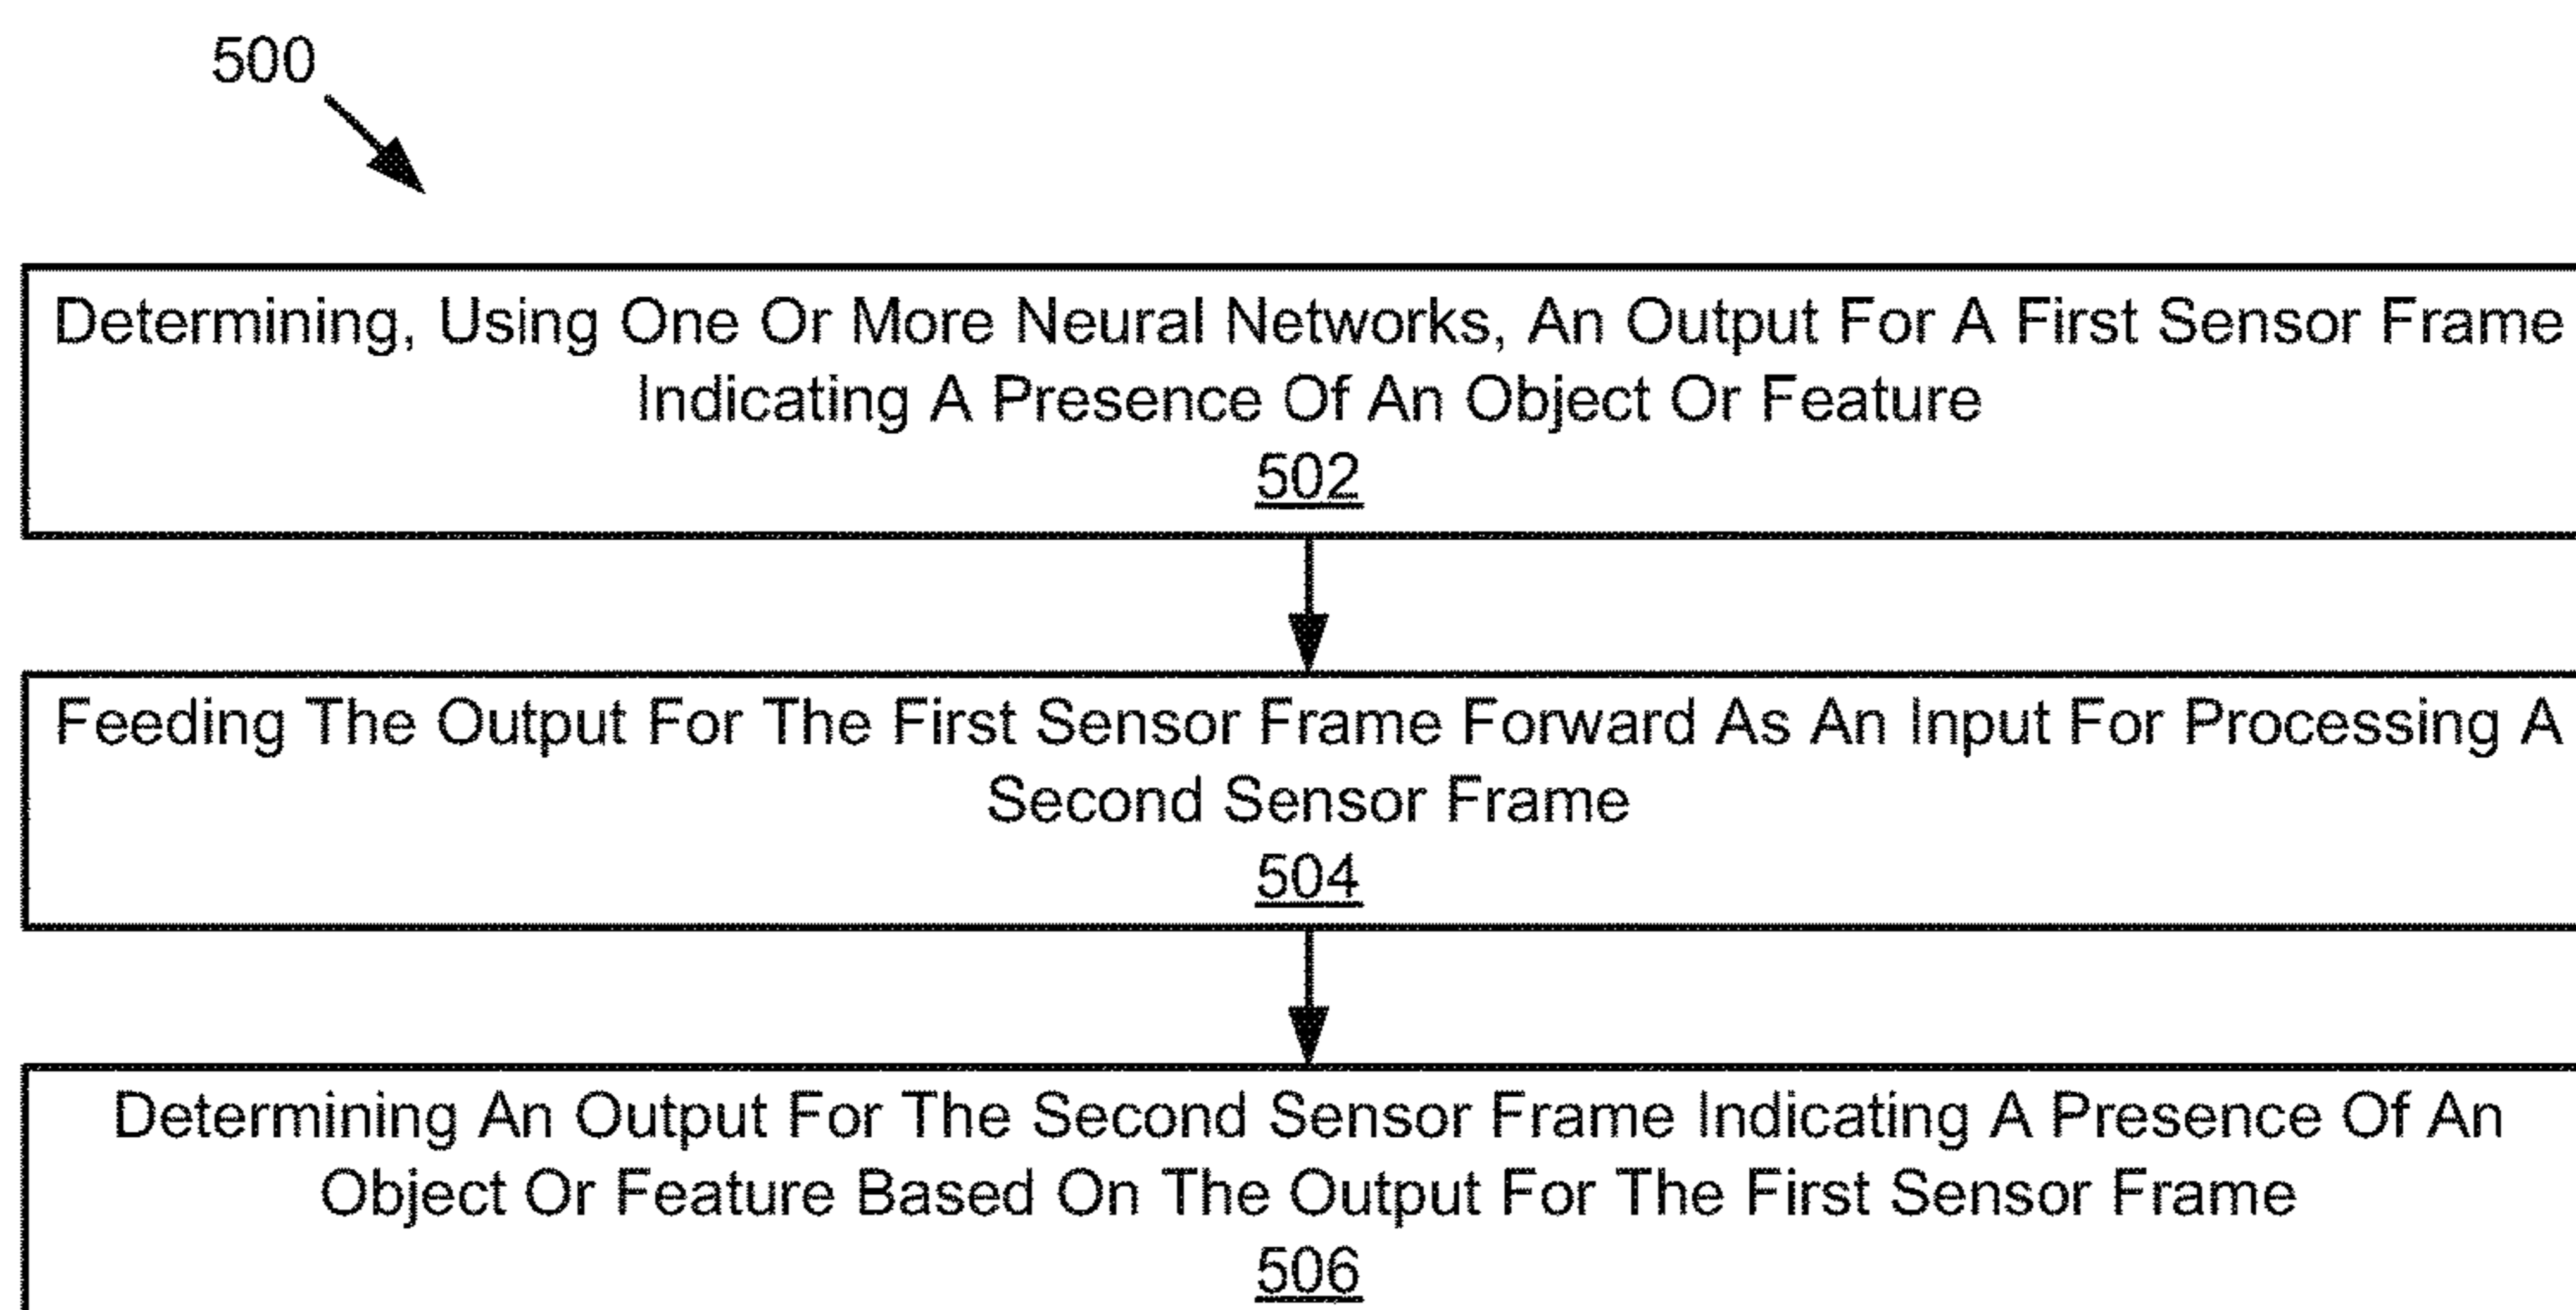 500
Determining, Using One Or More Neural Networks, An Output For A First Sensor Frame
Indicating A Presence Of An Object Or Feature
502
Feeding The Output For The First Sensor Frame Forward As An Input For Processing A
Second Sensor Frame
504
Determining An Output For The Second Sensor Frame Indicating A Presence Of An
Object Or Feature Based On The Output For The First Sensor Frame
506